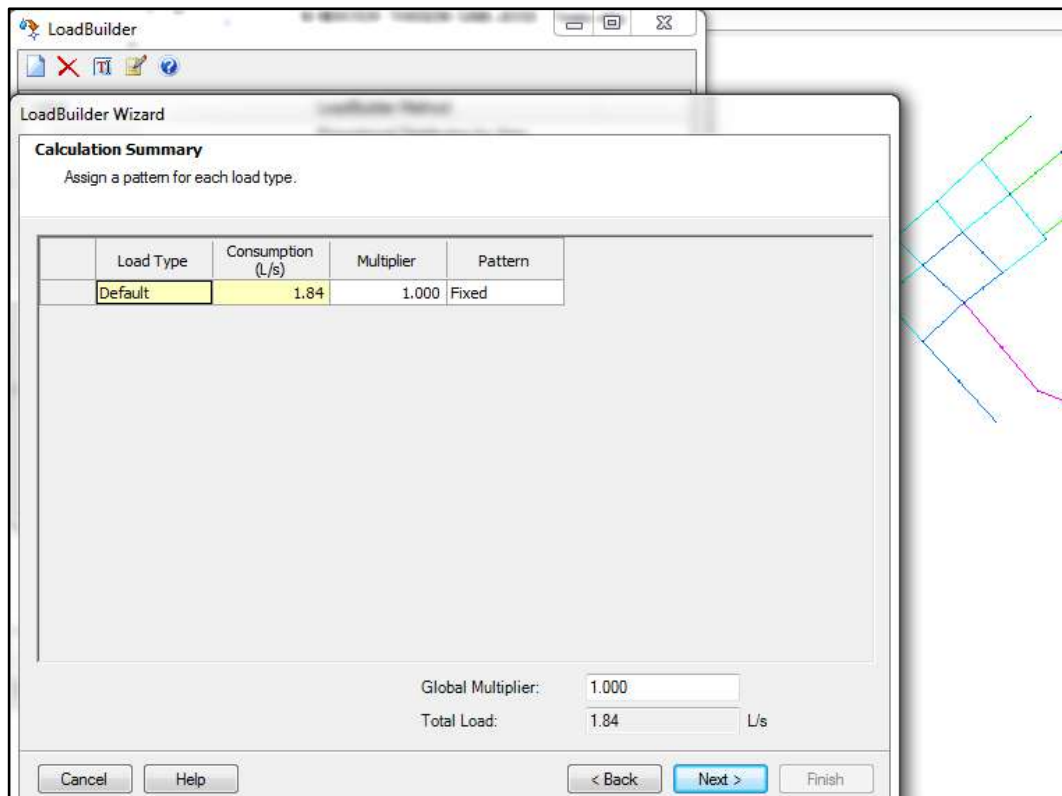 LoadBuilder
LoadBuilder Wizard
Calculation Summary
Assign a pattern for each load type.
Load Type Consumption (L/s) Multiplier Pattern
Default 1.84 1.000 Fixed
Global Multiplier: 1.000
Total Load: 1.84 L/s
Cancel Help < Back Next > Finish